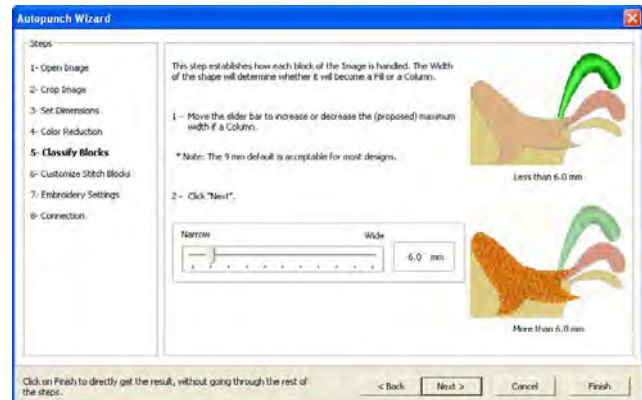 Autopunch Wizard
Steps
1- Open Image
2- Crop Image
3- Set Dimensions
4- Color Reduction
5- Classify Blocks
6- Customize Stitch Blocks
7- Embroidery Settings
8- Connection
This step establishes how each block of the Image is handled. The Width
of the shape will determine whether it will become a Fill or a Column.
1 - Move the slider bar to increase or decrease the (proposed) maximum
width if a Column.
* Note: The 9 mm default is acceptable for most designs.
2 - Click "Next".
Narrow
Wide
6.0 mm
Less than 6.0 mm
More than 6.0 mm
Click on Finish to directly get the result, without going through the rest of
the steps.
< Back
Next >
Cancel
Finish